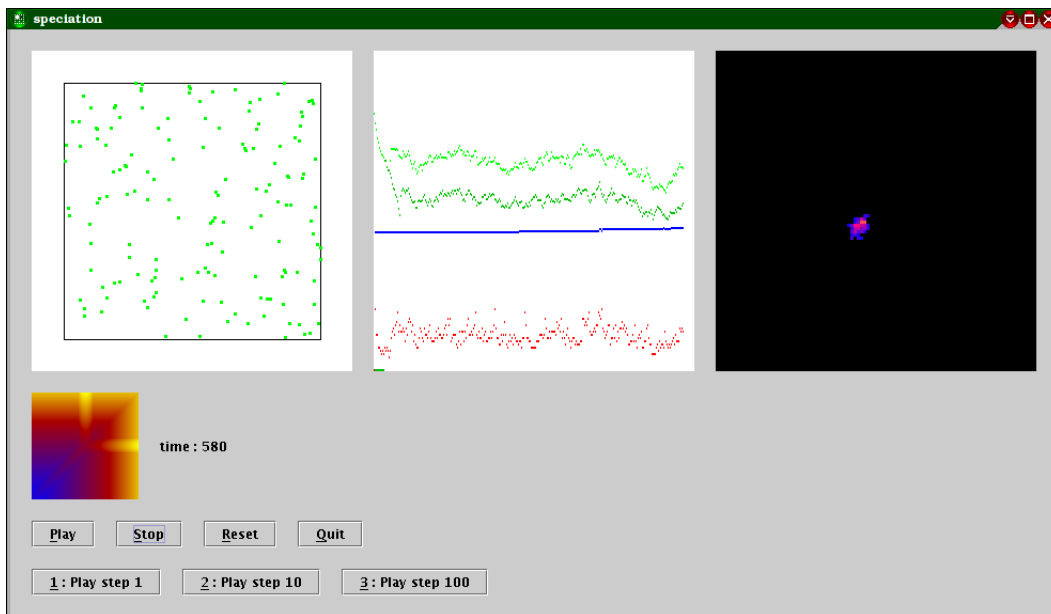 speciation
time : 580
Play Stop Reset Quit
1 : Play step 1 2 : Play step 10 3 : Play step 100